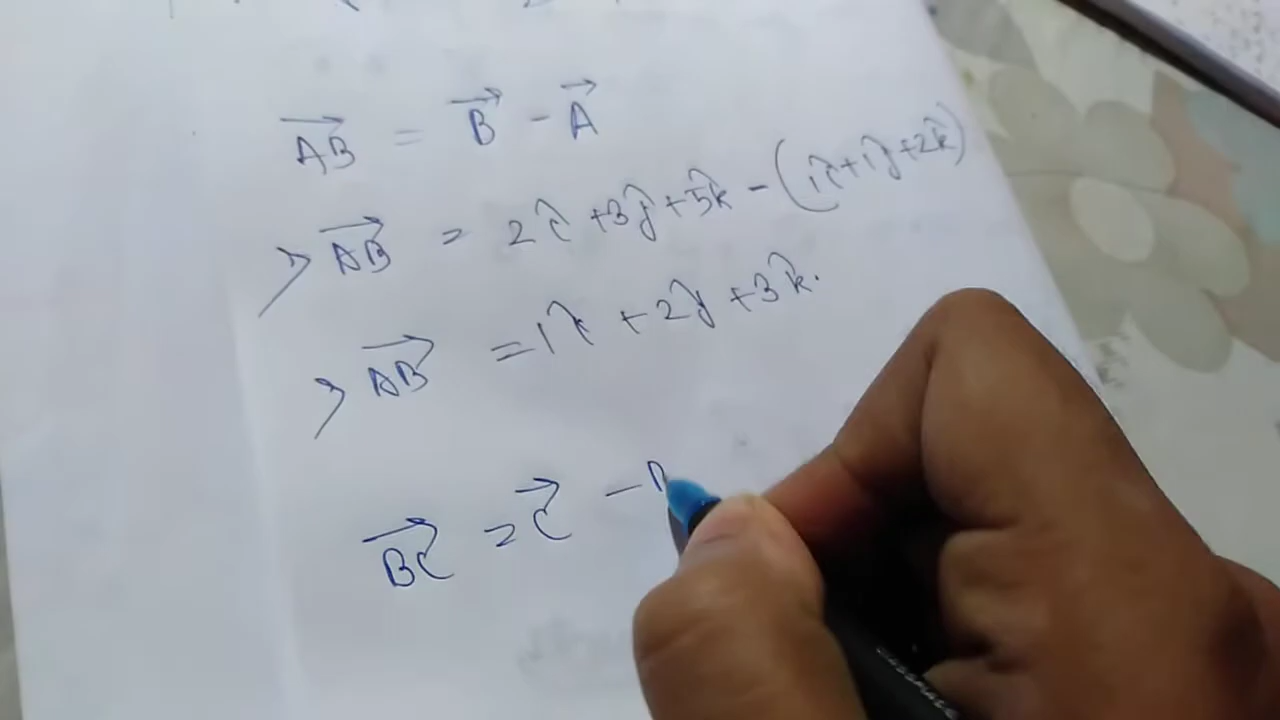 AB⃗ = B⃗ - A⃗
⇒ AB⃗ = 2î + 3ĵ + 5k̂ - (1î + 1ĵ + 2k̂)
⇒ AB⃗ = 1î + 2ĵ + 3k̂.
BC⃗ = C⃗ -